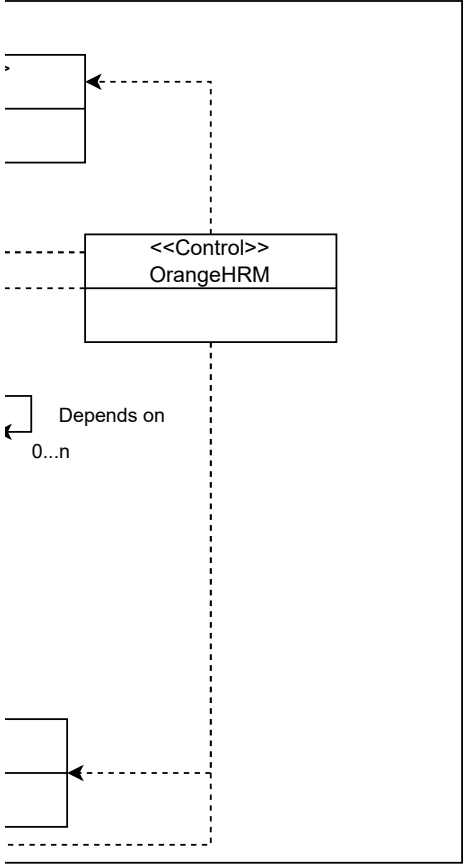 >
<<Control>>
OrangeHRM
Depends on
0...n